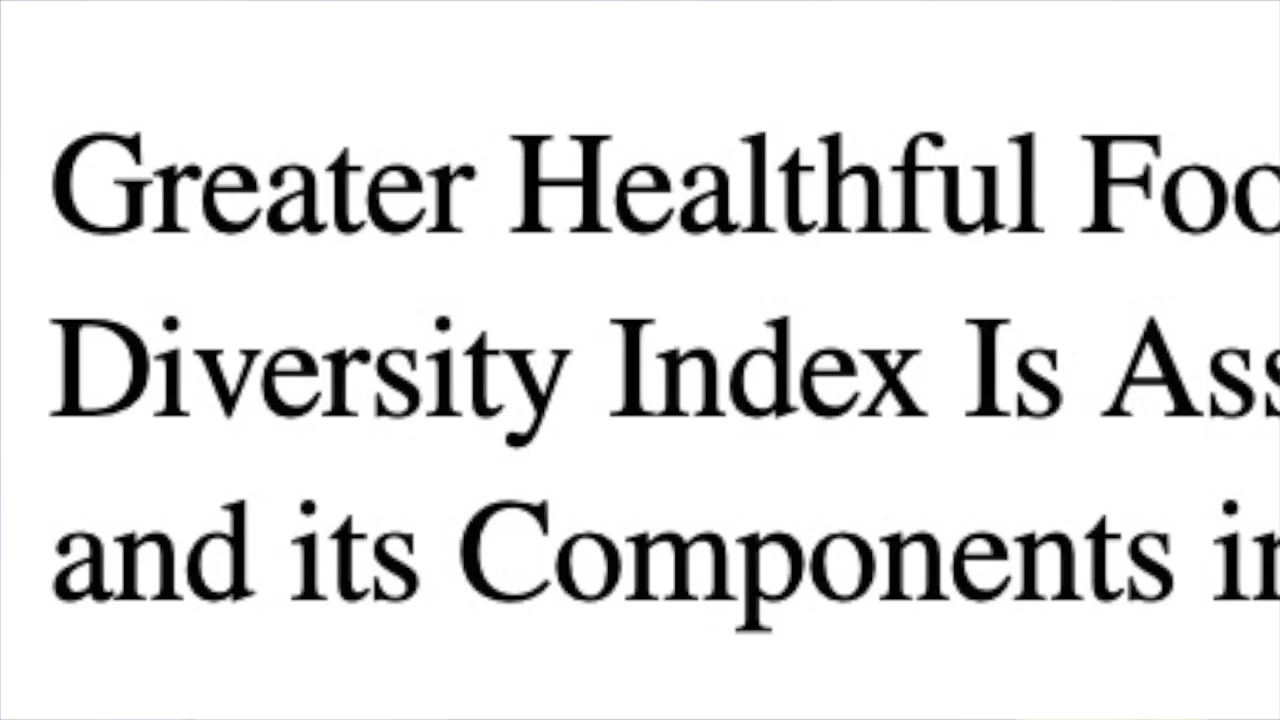 Greater Healthful Foo
Diversity Index Is Ass
and its Components in